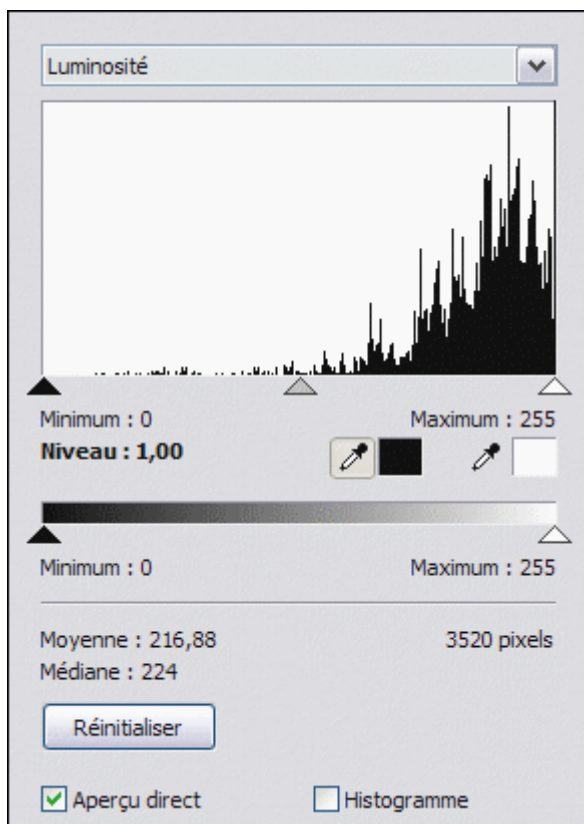 Luminosité
Minimum : 0 Maximum : 255
Niveau : 1,00
Minimum : 0 Maximum : 255
Moyenne : 216,88 3520 pixels
Médiane : 224
Réinitialiser
Aperçu direct Histogramme